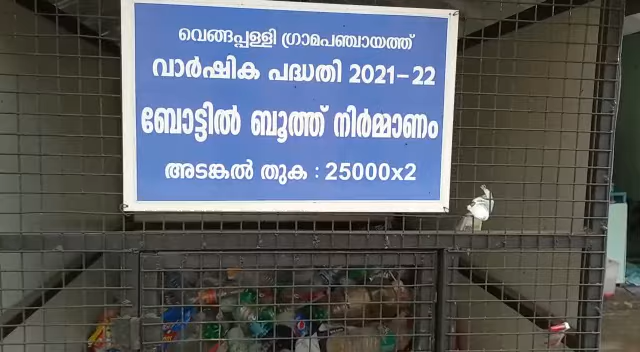 വെങ്ങപ്പള്ളി ഗ്രാമപഞ്ചായത്ത്
വാർഷിക പദ്ധതി 2021-22
ബോട്ടിൽ ബൂത്ത് നിർമ്മാണം
അടങ്കൽ തുക : 25000x2